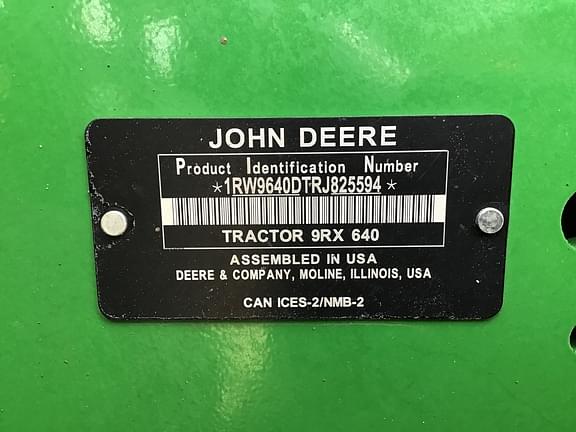 JOHN DEERE
Product Identification Number
*1RW9640DTRJ825594*
TRACTOR 9RX 640
ASSEMBLED IN USA
DEERE & COMPANY, MOLINE, ILLINOIS, USA
CAN ICES-2/NMB-2